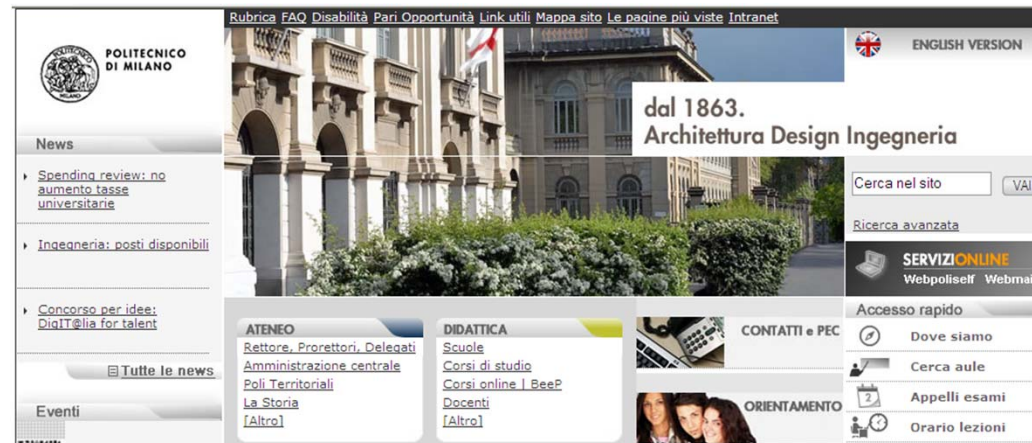 Rubrica FAQ Disabilità Pari Opportunità Link utili Mappa sito Le pagine più viste Intranet
POLITECNICO
DI MILANO
POLITECNICO
MILANO
ENGLISH VERSION
dal 1863.
Architettura Design Ingegneria
News
Spending review: no
aumento tasse
universitarie
Ingegneria: posti disponibili
Concorso per idee:
DigIT@lia for talent
Tutte le news
Eventi
Cerca nel sito
VAI
Ricerca avanzata
SERVIZIONLINE
Webpoliself Webmai
ATENEO
Rettore, Prorettori, Delegati
Amministrazione centrale
Poli Territoriali
La Storia
[Altro]
DIDATTICA
Scuole
Corsi di studio
Corsi online | BeeP
Docenti
[Altro]
CONTATTI e PEC
ORIENTAMENTO
Accesso rapido
Dove siamo
Cerca aule
2
Appelli esami
Orario lezioni